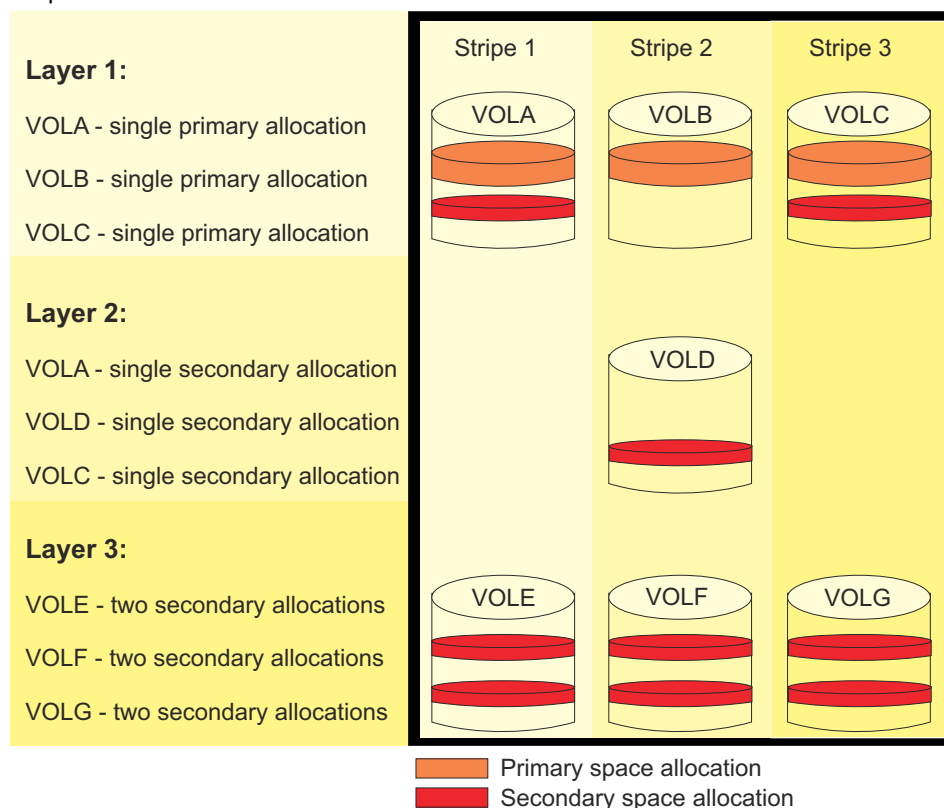 Stripe 1
Stripe 2
Stripe 3
Layer 1:
VOLA - single primary allocation
VOLB - single primary allocation
VOLC - single primary allocation
VOLA
VOLB
VOLC
Layer 2:
VOLA - single secondary allocation
VOLD - single secondary allocation
VOLC - single secondary allocation
VOLD
Layer 3:
VOLE - two secondary allocations
VOLF - two secondary allocations
VOLG - two secondary allocations
VOLE
VOLF
VOLG
Primary space allocation
Secondary space allocation